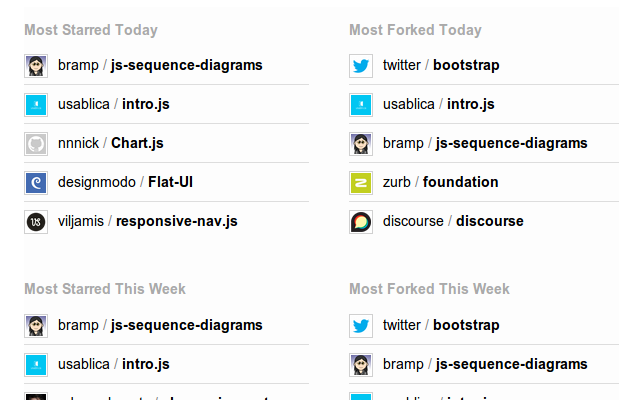 Most Starred Today
bramp / js-sequence-diagrams
usablica / intro.js
nnnick / Chart.js
designmodo / Flat-UI
viljamis / responsive-nav.js
Most Forked Today
twitter / bootstrap
usablica / intro.js
bramp / js-sequence-diagrams
zurb / foundation
discourse / discourse
Most Starred This Week
bramp / js-sequence-diagrams
usablica / intro.js
Most Forked This Week
twitter / bootstrap
bramp / js-sequence-diagrams